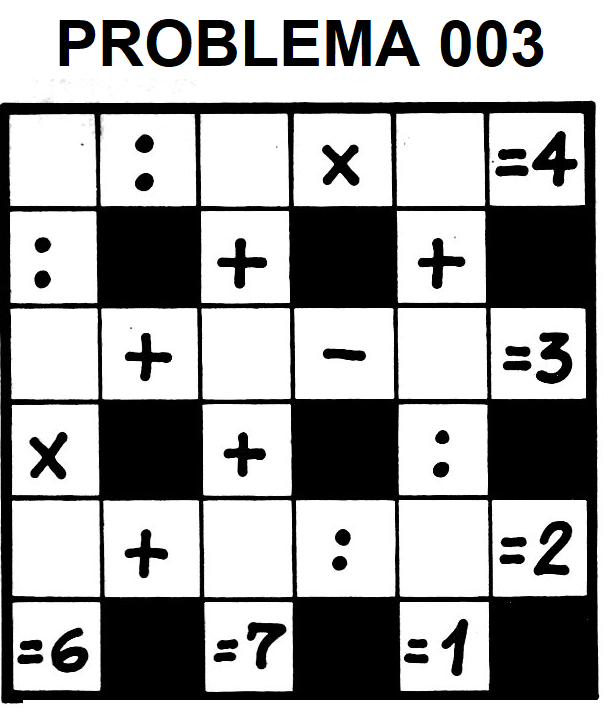 PROBLEMA 003
: x =4
: + +
+ - =3
x + :
+ : =2
=6 =7 =1